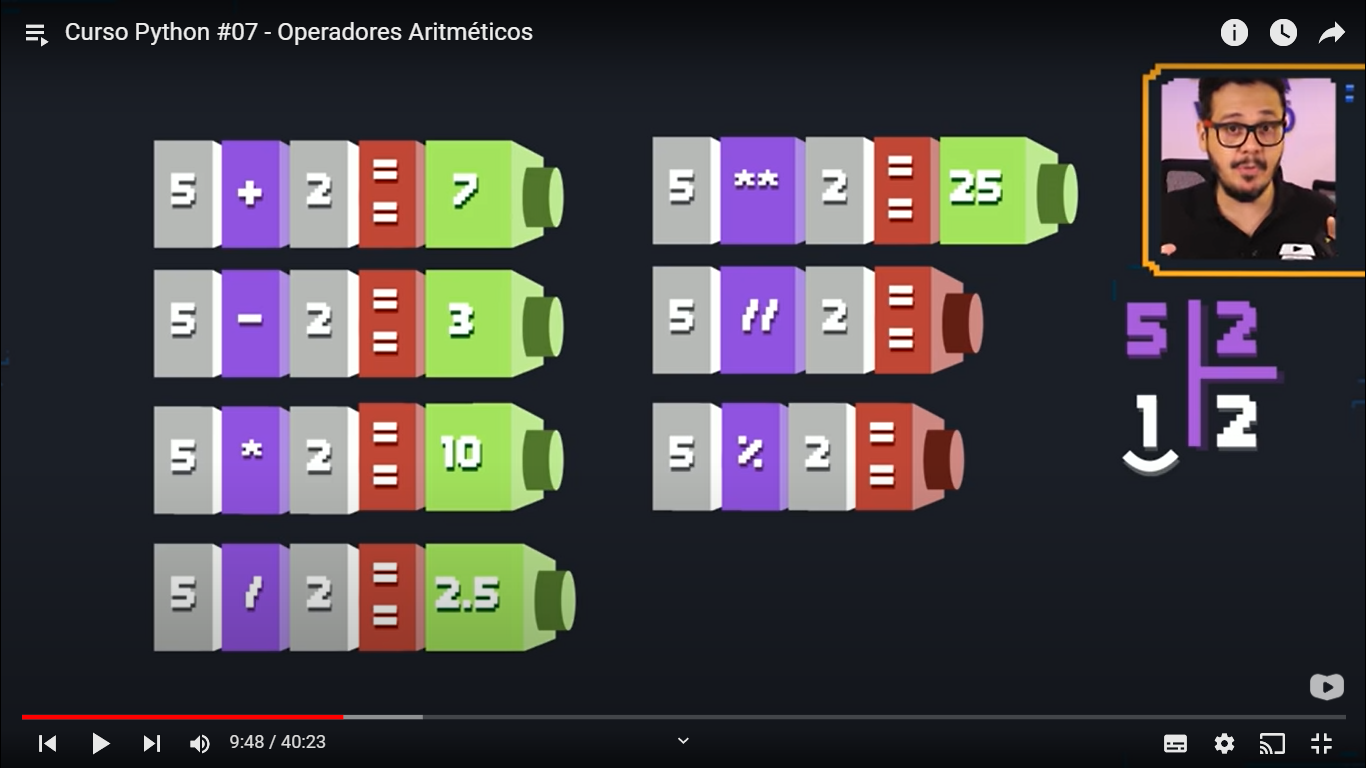 Curso Python #07 - Operadores Aritméticos
5 + 2 == 7
5 - 2 == 3
5 * 2 == 10
5 / 2 == 2.5
5 ** 2 == 25
5 // 2 ==
5 % 2 ==
5 2
1 2
9:48 / 40:23